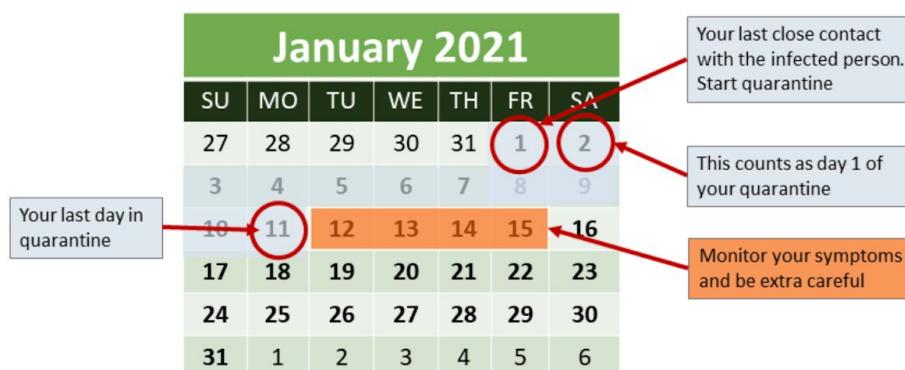 January 2021
Your last close contact
with the infected person.
Start quarantine
SU MO TU WE TH FR SA
27 28 29 30 31 1 2
This counts as day 1 of
your quarantine
3 4 5 6 7 8 9
Your last day in
quarantine
10 11 12 13 14 15 16
Monitor your symptoms
and be extra careful
17 18 19 20 21 22 23
24 25 26 27 28 29 30
31 1 2 3 4 5 6